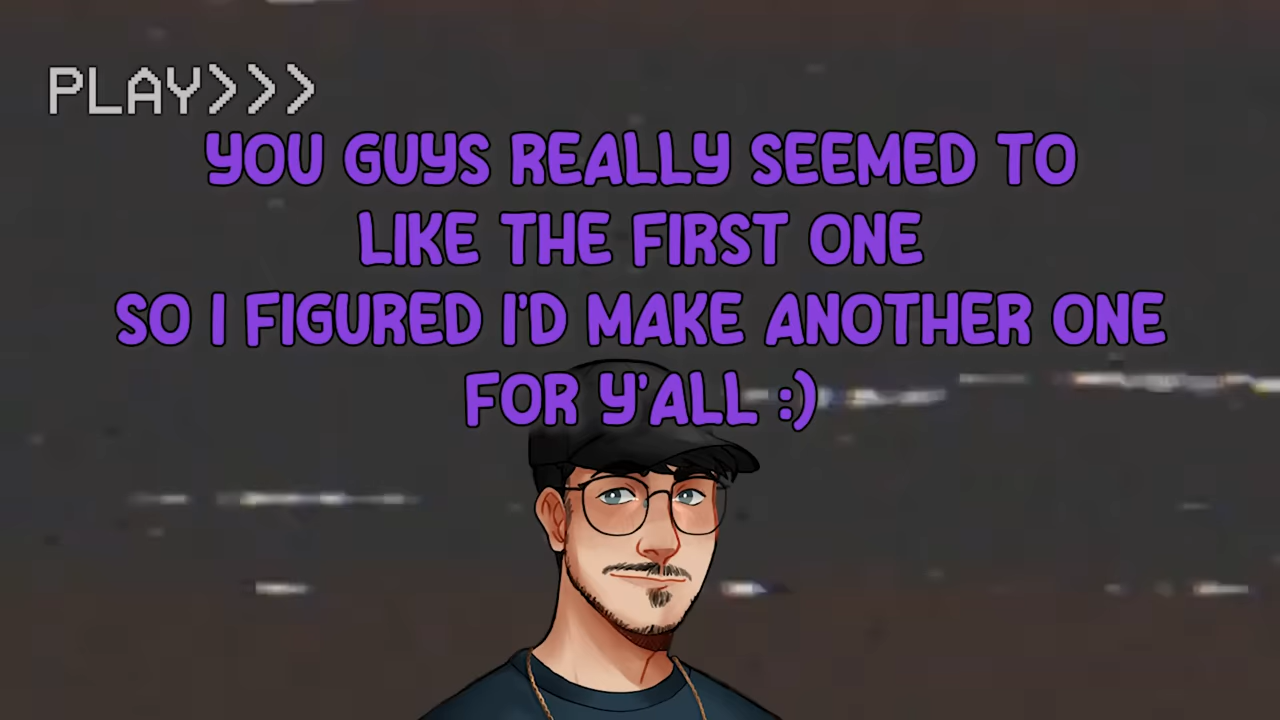 PLAY>>>
YOU GUYS REALLY SEEMED TO
LIKE THE FIRST ONE
SO I FIGURED I'D MAKE ANOTHER ONE
FOR Y'ALL :)